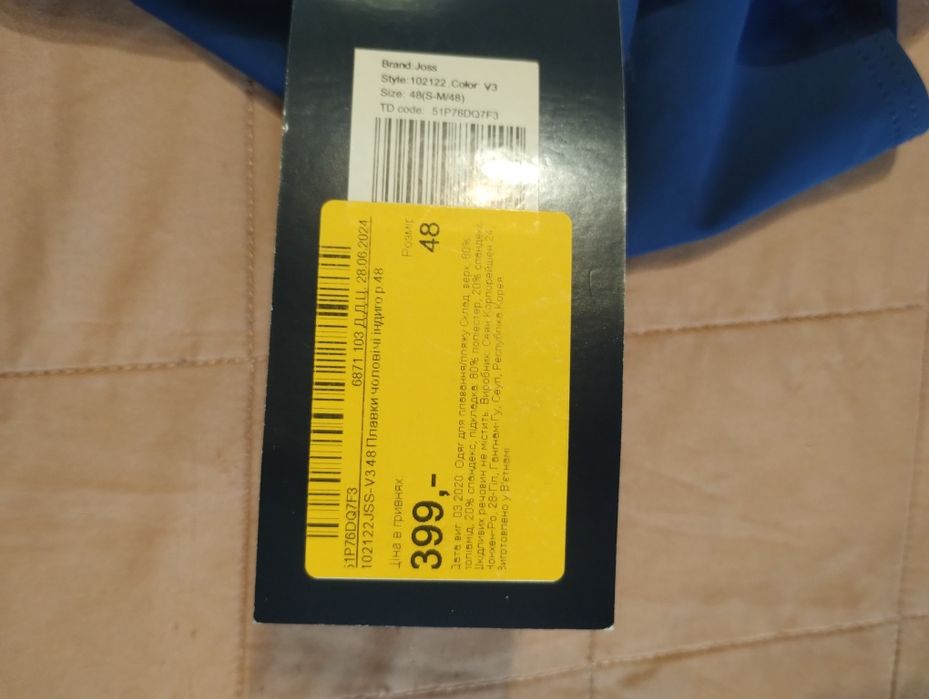 Brand:Joss
Style:102122 Color: V3
Size: 48(S-M/48)
TD code: 51P76DQ7F3
51P76DQ7F3 6871 103 Д.Д.Ц. 28.06.2024
102122JSS-V3 48 Плавки чоловічі індиго р.48
Ціна в гривнях Розмір
399,- 48
Дата виг. 03.2020. Одяг для плавання/пляжу Склад: верх: 80%
поліамід, 20% спандекс, підкладка: 80% поліестер, 20% спандекс
Шкідливих речовин не містить. Виробник: Сеян Корпорейшен 24,
Нонхен-Ро, 28-Гіл, Гангнам-Гу, Сеул, Республіка Корея
Виготовлено у В'єтнамі